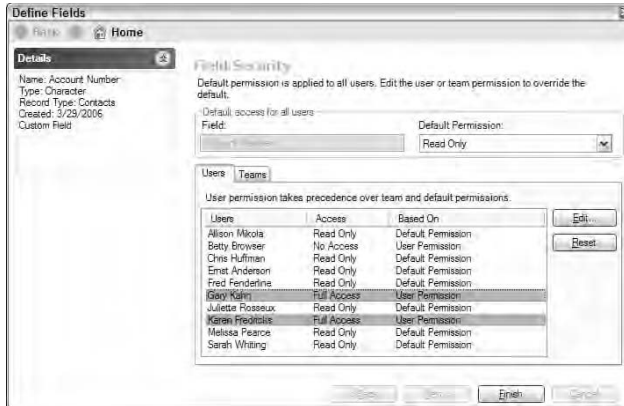 Define Fields
Back Home
Details
Name: Account Number
Type: Character
Record Type: Contacts
Created: 3/29/2006
Custom Field
Field Security
Default permission is applied to all users. Edit the user or team permission to override the
default.
Default access for all users
Field: Default Permission:
Read Only
Users Teams
User permission takes precedence over team and default permissions.
Users Access Based On
Allison Mikola Read Only Default Permission
Betty Browser No Access User Permission
Chris Huffman Read Only Default Permission
Ernst Anderson Read Only Default Permission
Fred Fenderline Read Only Default Permission
Gary Kahn Full Access User Permission
Juliette Rosseux Read Only Default Permission
Karen Fredricks Full Access User Permission
Melissa Pearce Read Only Default Permission
Sarah Whiting Read Only Default Permission
Edit...
Reset
Finish Cancel